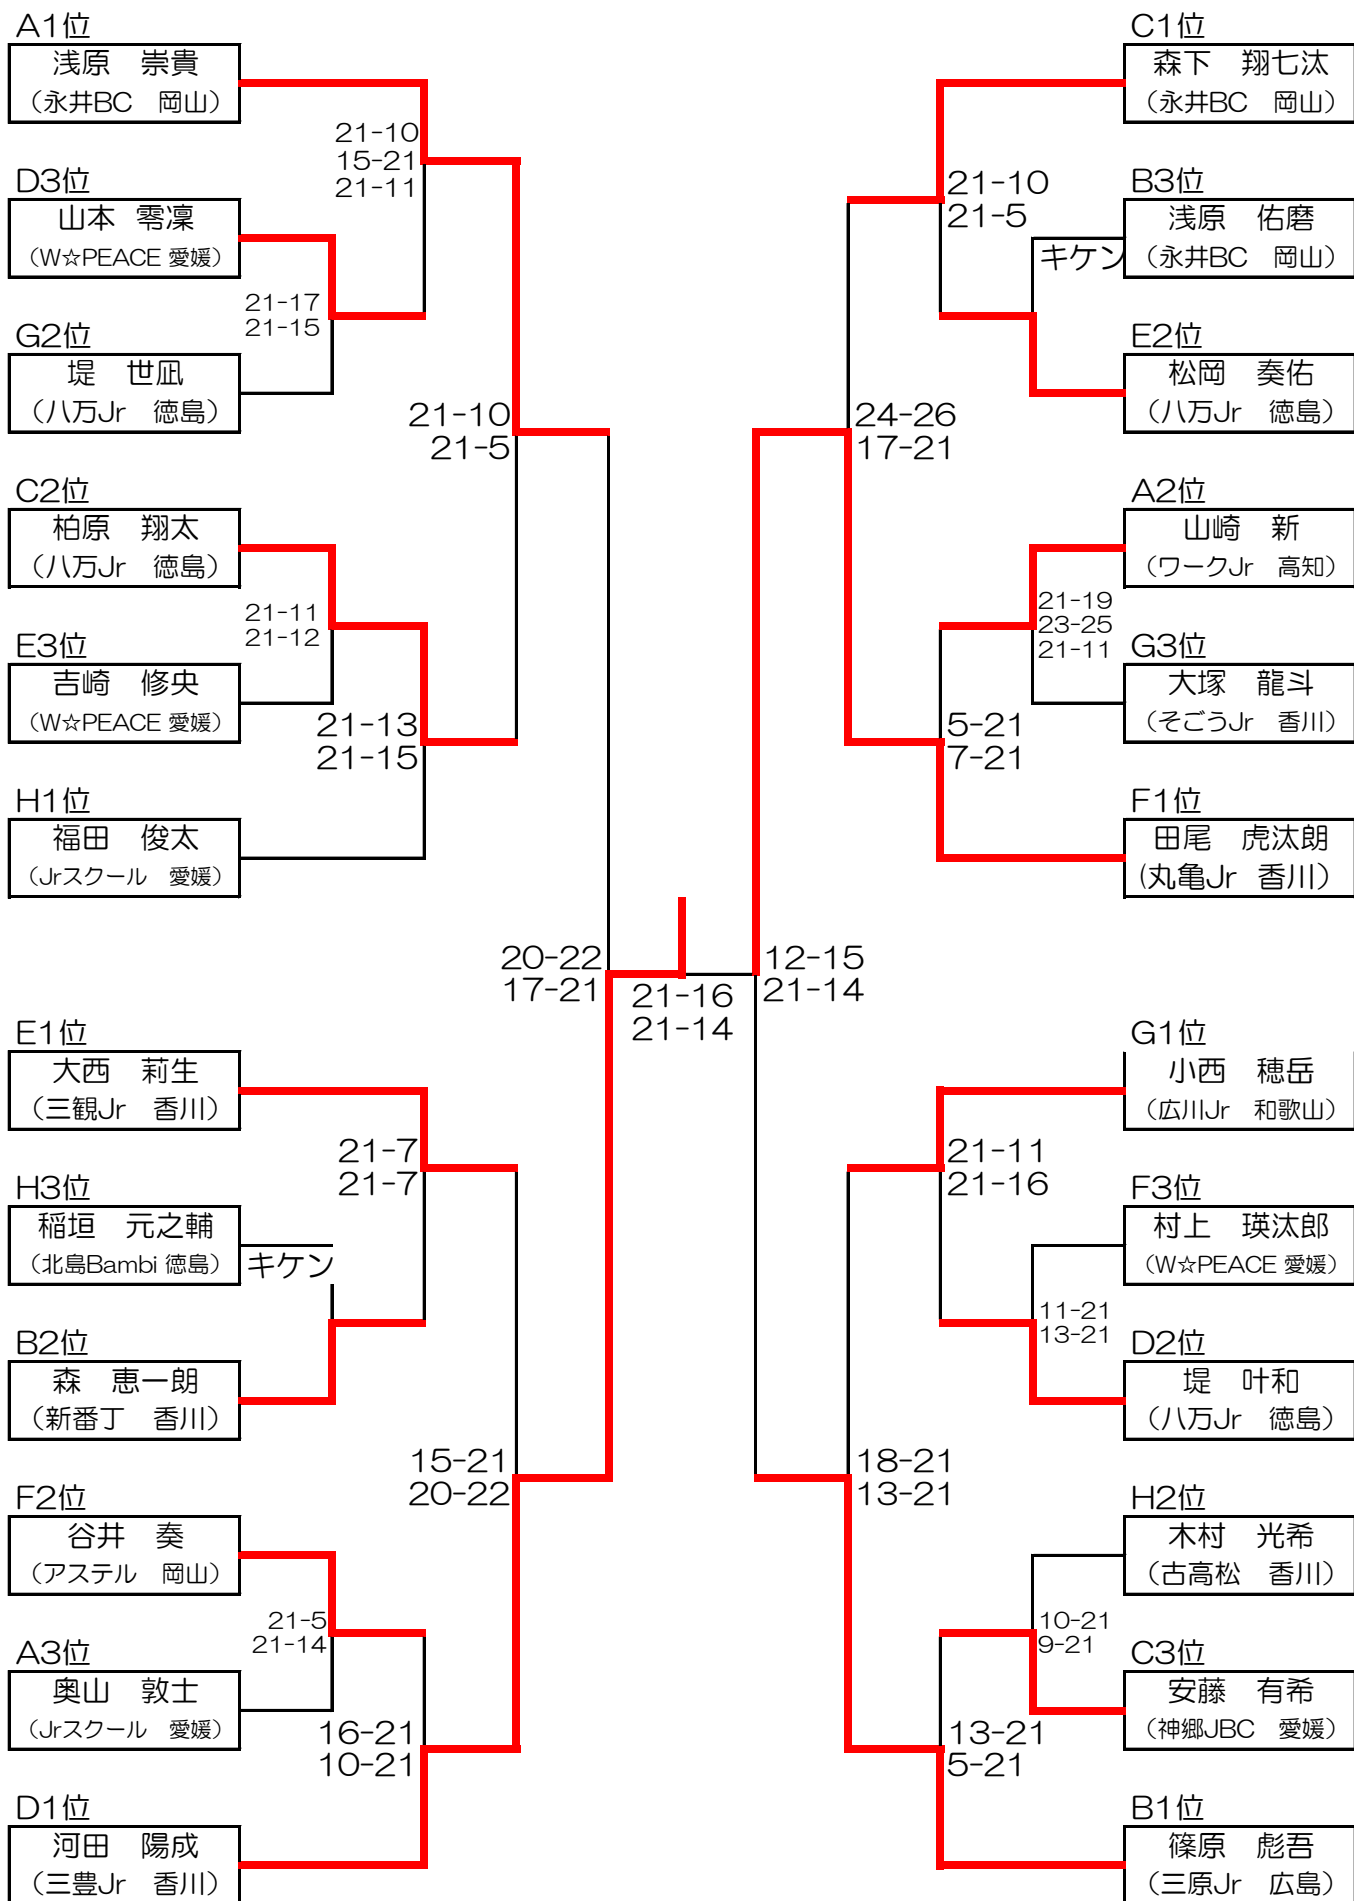 A1位
浅原　崇貴
（永井BC　岡山）
21-10
15-21
21-11
D3位
山本 零凜
（W☆PEACE 愛媛）
21-17
21-15
G2位
堤　世凪
（八万Jr　徳島）
21-10
21-5
C2位
柏原　翔太
（八万Jr　徳島）
21-11
21-12
E3位
吉崎　修央
（W☆PEACE 愛媛）
21-13
21-15
H1位
福田　俊太
（Jrスクール　愛媛）
20-22
17-21
21-16
21-14
E1位
大西　莉生
（三観Jr　香川）
21-7
21-7
H3位
稲垣　元之輔
（北島Bambi 徳島）
キケン
B2位
森　恵一朗
（新番丁　香川）
15-21
20-22
F2位
谷井　奏
（アステル　岡山）
21-5
21-14
A3位
奥山　敦士
（Jrスクール　愛媛）
16-21
10-21
D1位
河田　陽成
（三豊Jr　香川）
C1位
森下　翔七汰
（永井BC　岡山）
21-10
21-5
B3位
浅原　佑磨
（永井BC　岡山）
キケン
E2位
松岡　奏佑
（八万Jr　徳島）
24-26
17-21
A2位
山崎　新
（ワークJr　高知）
21-19
23-25
21-11
G3位
大塚　龍斗
（そごうJr　香川）
5-21
7-21
F1位
田尾　虎汰朗
（丸亀Jr　香川）
12-15
21-14
G1位
小西　穂岳
（広川Jr　和歌山）
21-11
21-16
F3位
村上　瑛汰郎
（W☆PEACE 愛媛）
11-21
13-21
D2位
堤　叶和
（八万Jr　徳島）
18-21
13-21
H2位
木村　光希
（古高松　香川）
10-21
9-21
C3位
安藤　有希
（神郷JBC　愛媛）
13-21
5-21
B1位
篠原　彪吾
（三原Jr　広島）